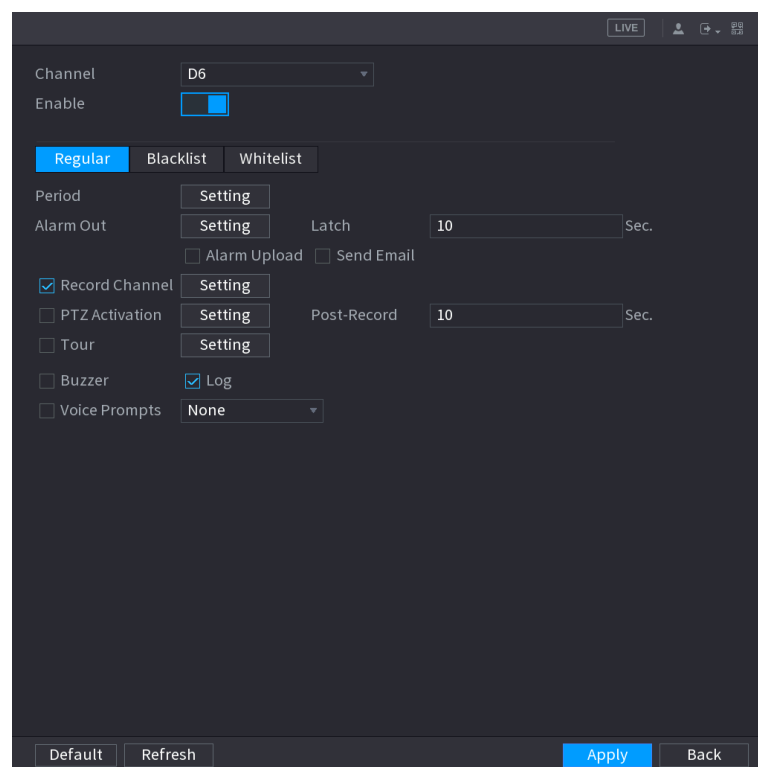 LIVE
Channel D6
Enable
Regular Blacklist Whitelist
Period Setting
Alarm Out Setting Latch 10 Sec.
Alarm Upload Send Email
Record Channel Setting
PTZ Activation Setting Post-Record 10 Sec.
Tour Setting
Buzzer Log
Voice Prompts None
Default Refresh Apply Back